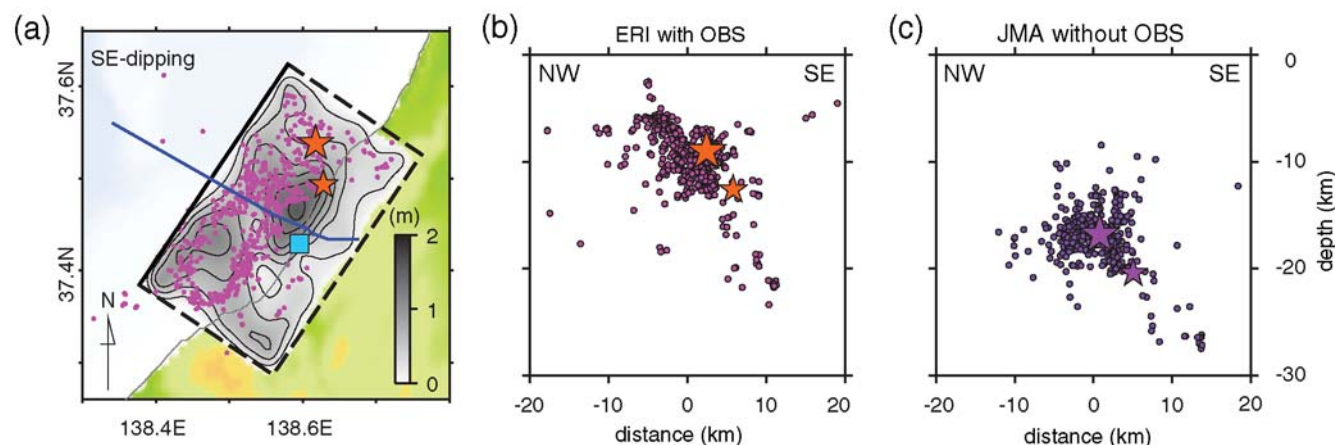 (a)
SE-dipping
37.6N
37.4N
N
(m)
2
1
0
138.4E 138.6E
(b)
ERI with OBS
NW SE
-20 -10 0 10 20
distance (km)
(c)
JMA without OBS
NW SE
0
-10
-20
-30
depth (km)
-20 -10 0 10 20
distance (km)